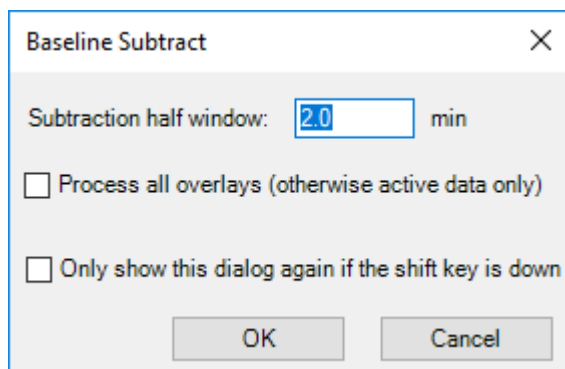 Baseline Subtract
Subtraction half window: 2.0 min
Process all overlays (otherwise active data only)
Only show this dialog again if the shift key is down
OK Cancel